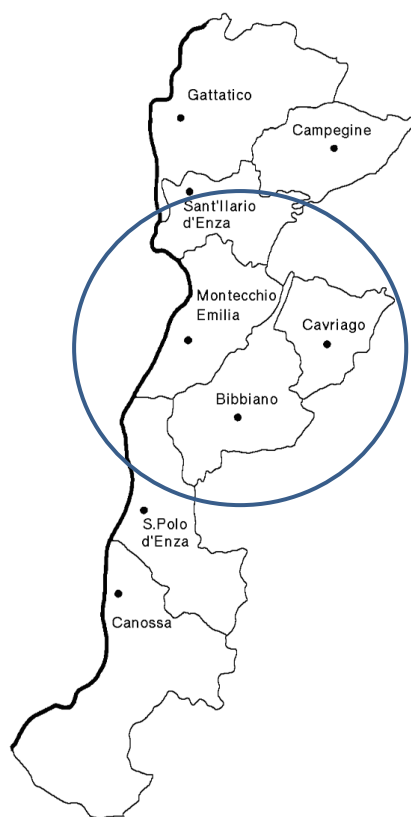 Gattatico
Campegine
Sant'Ilario
d'Enza
Montecchio
Emilia
Cavriago
Bibbiano
S.Polo
d'Enza
Canossa